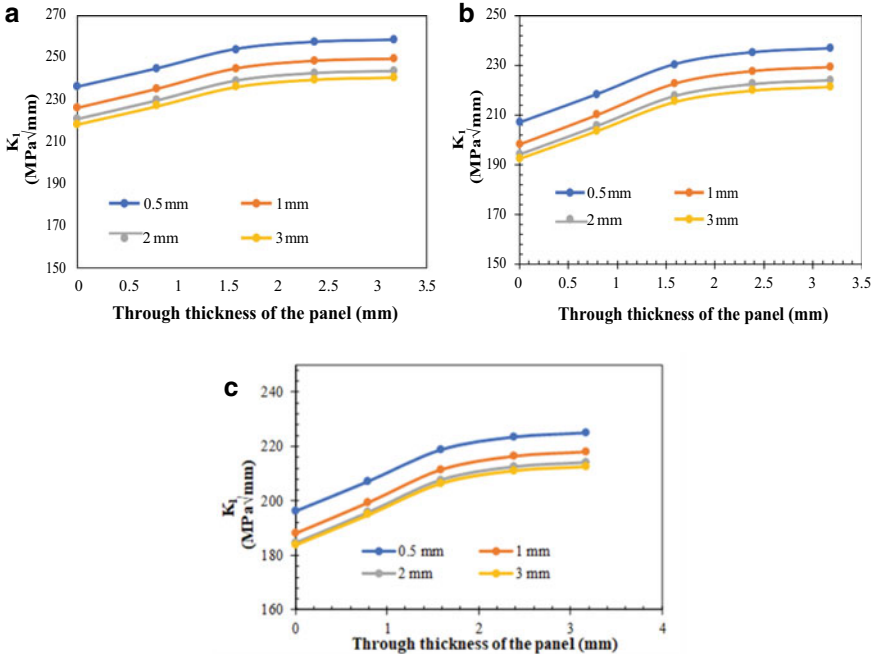 a
270
250
230
210
190
170
150
K1
(MPa√mm)
0.5 mm
1 mm
2 mm
3 mm
0 0.5 1 1.5 2 2.5 3 3.5
Through thickness of the panel (mm)
b
250
230
210
190
170
150
K1
(MPa√mm)
0.5 mm
1 mm
2 mm
3 mm
0 0.5 1 1.5 2 2.5 3 3.5
Through thickness of the panel (mm)
c
240
220
200
180
160
K1
(MPa√mm)
0.5 mm
1 mm
2 mm
3 mm
0 1 2 3 4
Through thickness of the panel (mm)